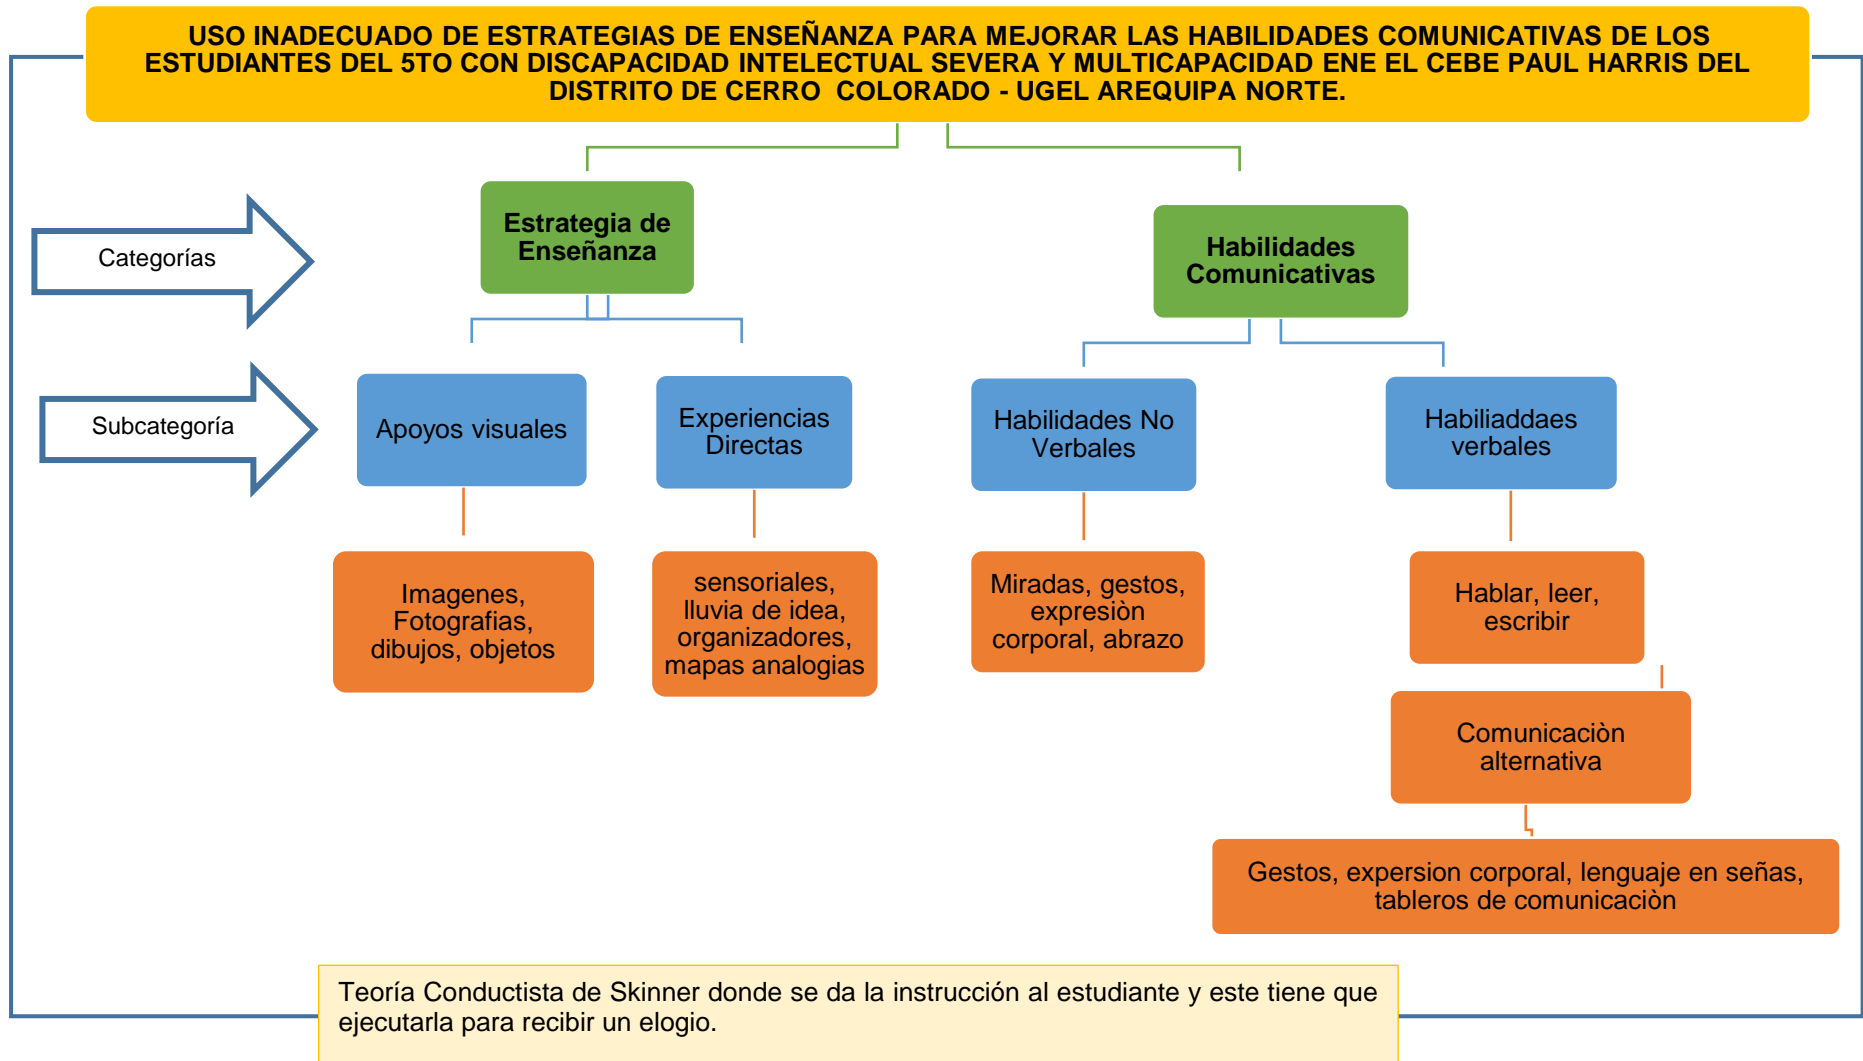 USO INADECUADO DE ESTRATEGIAS DE ENSEÑANZA PARA MEJORAR LAS HABILIDADES COMUNICATIVAS DE LOS
ESTUDIANTES DEL 5TO CON DISCAPACIDAD INTELECTUAL SEVERA Y MULTICAPACIDAD ENE EL CEBE PAUL HARRIS DEL
DISTRITO DE CERRO COLORADO - UGEL AREQUIPA NORTE.
Categorías
Estrategia de
Enseñanza
Habilidades
Comunicativas
Subcategoría
Apoyos visuales
Experiencias
Directas
Habilidades No
Verbales
Habiliaddaes
verbales
Imagenes,
Fotografias,
dibujos, objetos
sensoriales,
lluvia de idea,
organizadores,
mapas analogias
Miradas, gestos,
expresiòn
corporal, abrazo
Hablar, leer,
escribir
Comunicaciòn
alternativa
Gestos, expersion corporal, lenguaje en señas,
tableros de comunicaciòn
Teoría Conductista de Skinner donde se da la instrucción al estudiante y este tiene que
ejecutarla para recibir un elogio.